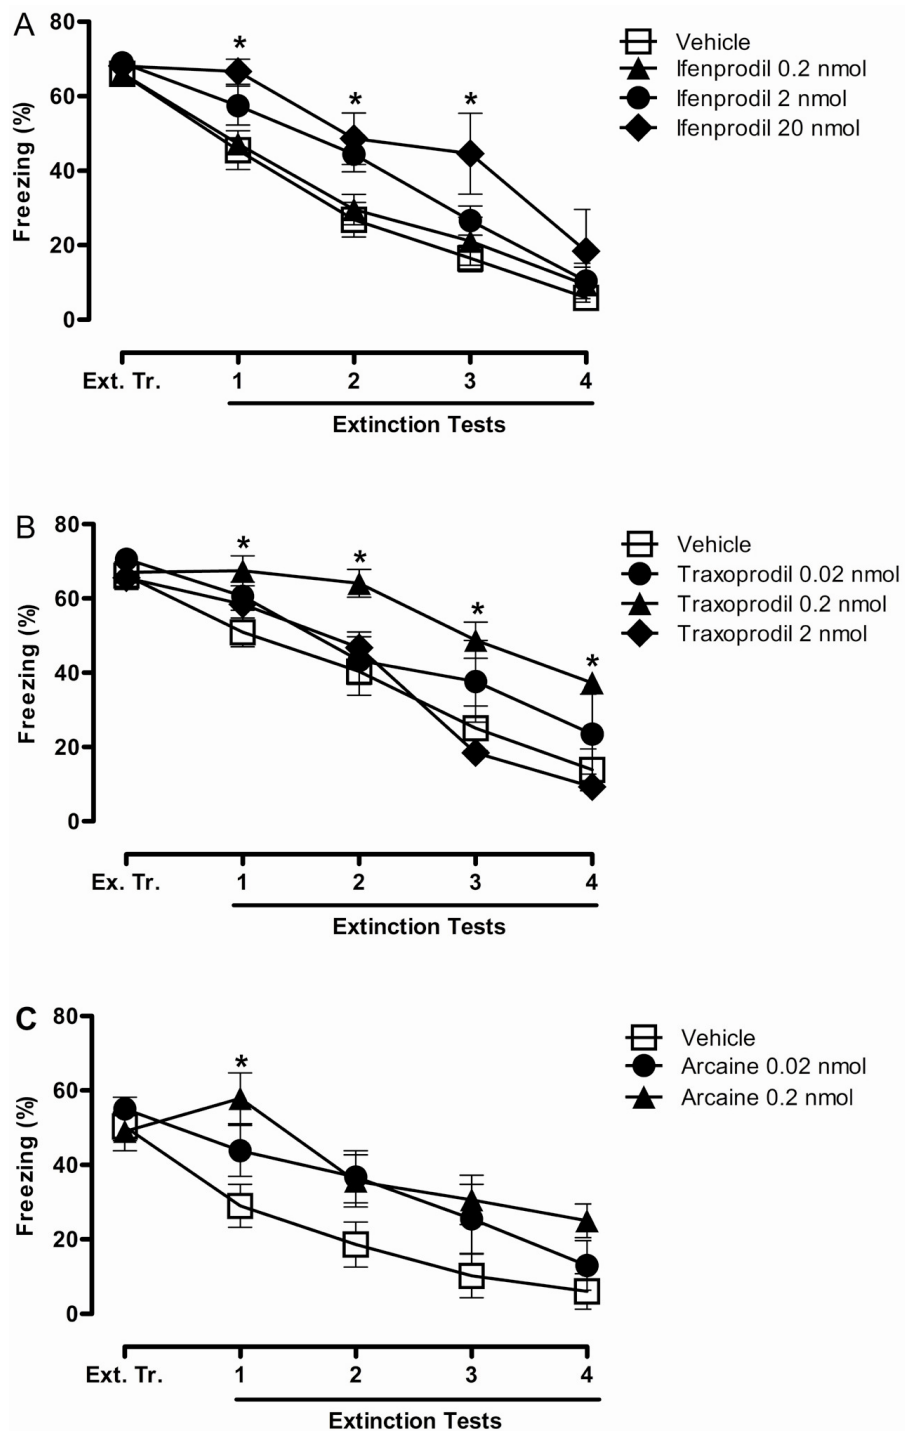 A
80
60
40
20
0
Freezing (%)
*
*
*
Vehicle
Ifenprodil 0.2 nmol
Ifenprodil 2 nmol
Ifenprodil 20 nmol
Ext. Tr. 1 2 3 4
Extinction Tests
B
80
60
40
20
0
Freezing (%)
*
*
*
*
Vehicle
Traxoprodil 0.02 nmol
Traxoprodil 0.2 nmol
Traxoprodil 2 nmol
Ex. Tr. 1 2 3 4
Extinction Tests
C
80
60
40
20
0
Freezing (%)
*
Vehicle
Arcaine 0.02 nmol
Arcaine 0.2 nmol
Ext. Tr. 1 2 3 4
Extinction Tests